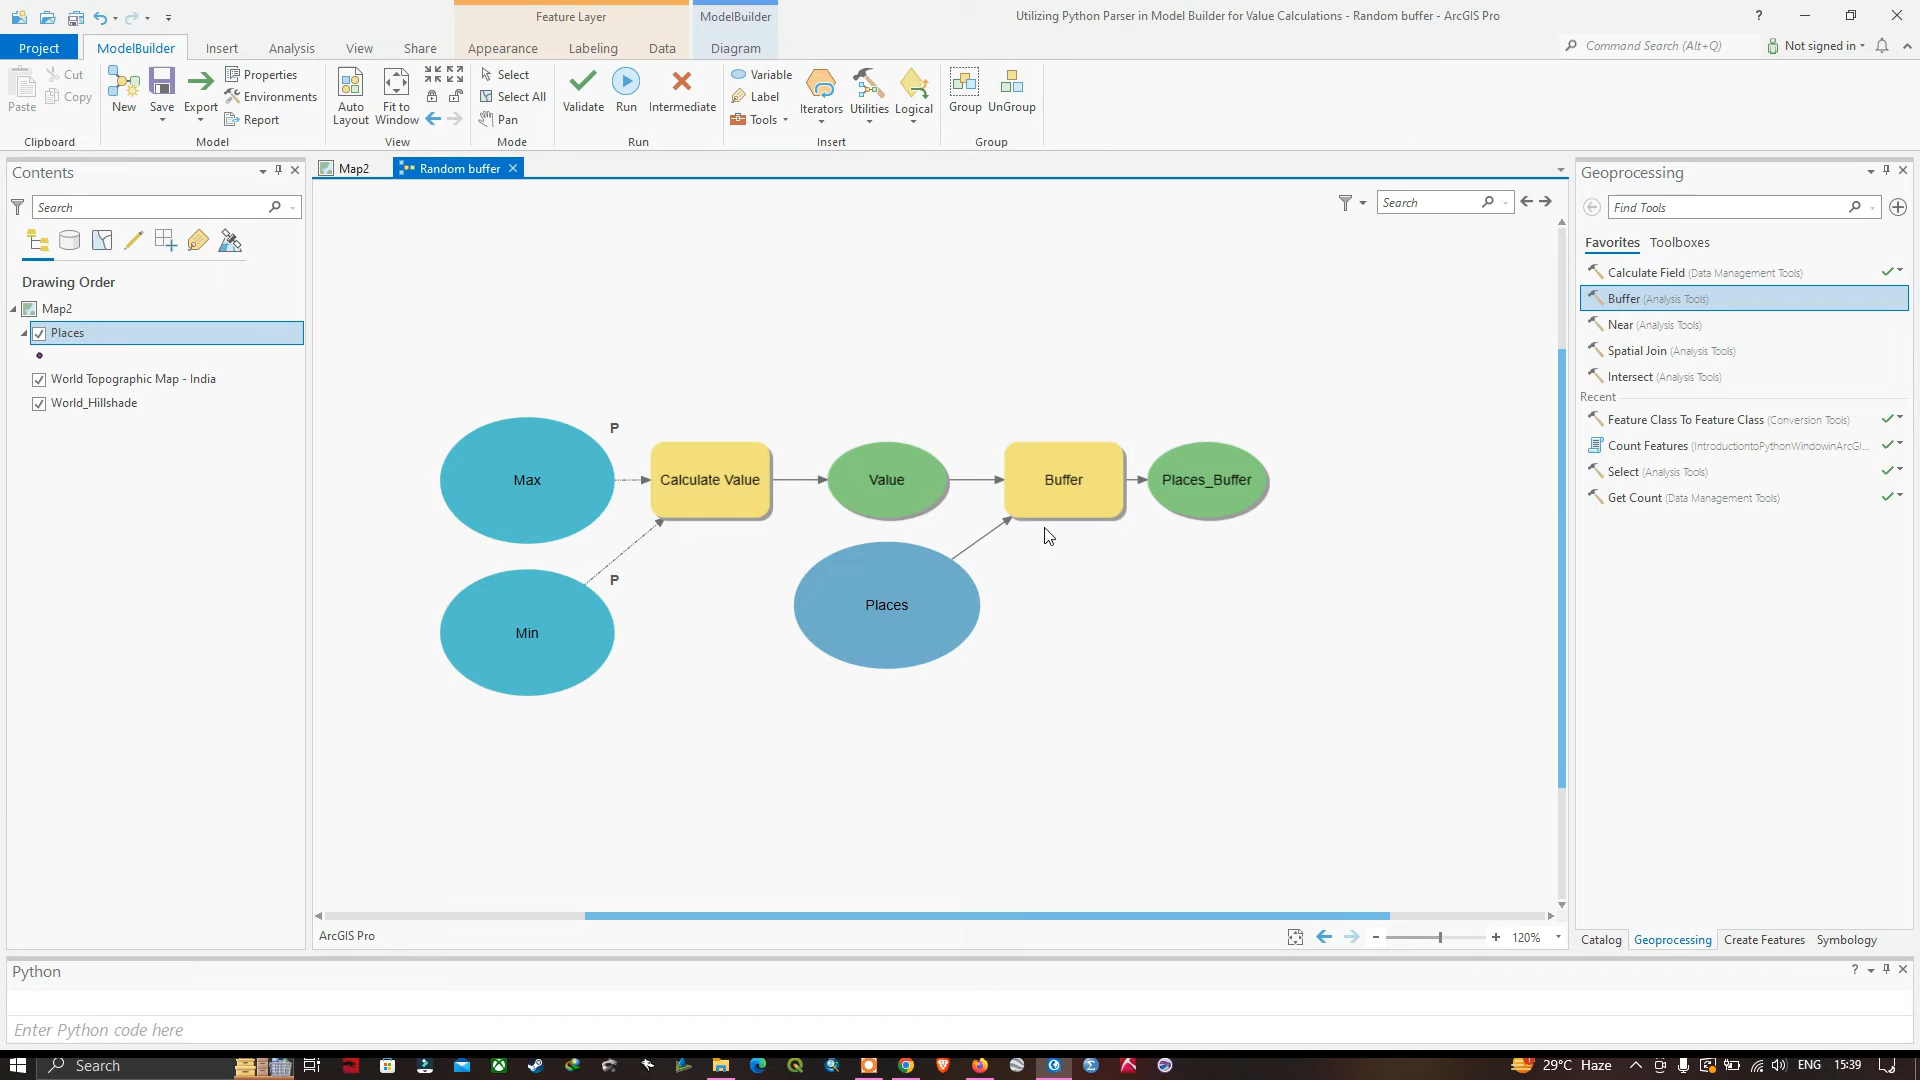 Feature Layer
ModelBuilder
Utilizing Python Parser in Model Builder for Value Calculations - Random buffer - ArcGIS Pro
?
Project
ModelBuilder
Insert
Analysis
View
Share
Appearance
Labeling
Data
Diagram
Command Search (Alt+Q)
Not signed in
Paste
Cut
Copy
Clipboard
New
Save
Export
Properties
Environments
Report
Model
Auto Layout
Fit to Window
View
Select
Select All
Pan
Mode
Validate
Run
Intermediate
Run
Variable
Label
Tools
Iterators
Utilities
Logical
Insert
Group
UnGroup
Group
Contents
Search
Drawing Order
Map2
Places
World Topographic Map - India
World_Hillshade
Map2
Random buffer
Search
P
Max
Calculate Value
Value
Buffer
Places_Buffer
P
Min
Places
ArcGIS Pro
120%
Geoprocessing
Find Tools
Favorites
Toolboxes
Calculate Field (Data Management Tools)
Buffer (Analysis Tools)
Near (Analysis Tools)
Spatial Join (Analysis Tools)
Intersect (Analysis Tools)
Recent
Feature Class To Feature Class (Conversion Tools)
Count Features (IntroductiontoPythonWindowinArcGI...
Select (Analysis Tools)
Get Count (Data Management Tools)
Catalog
Geoprocessing
Create Features
Symbology
Python
?
Enter Python code here
Search
29°C Haze
ENG
15:39